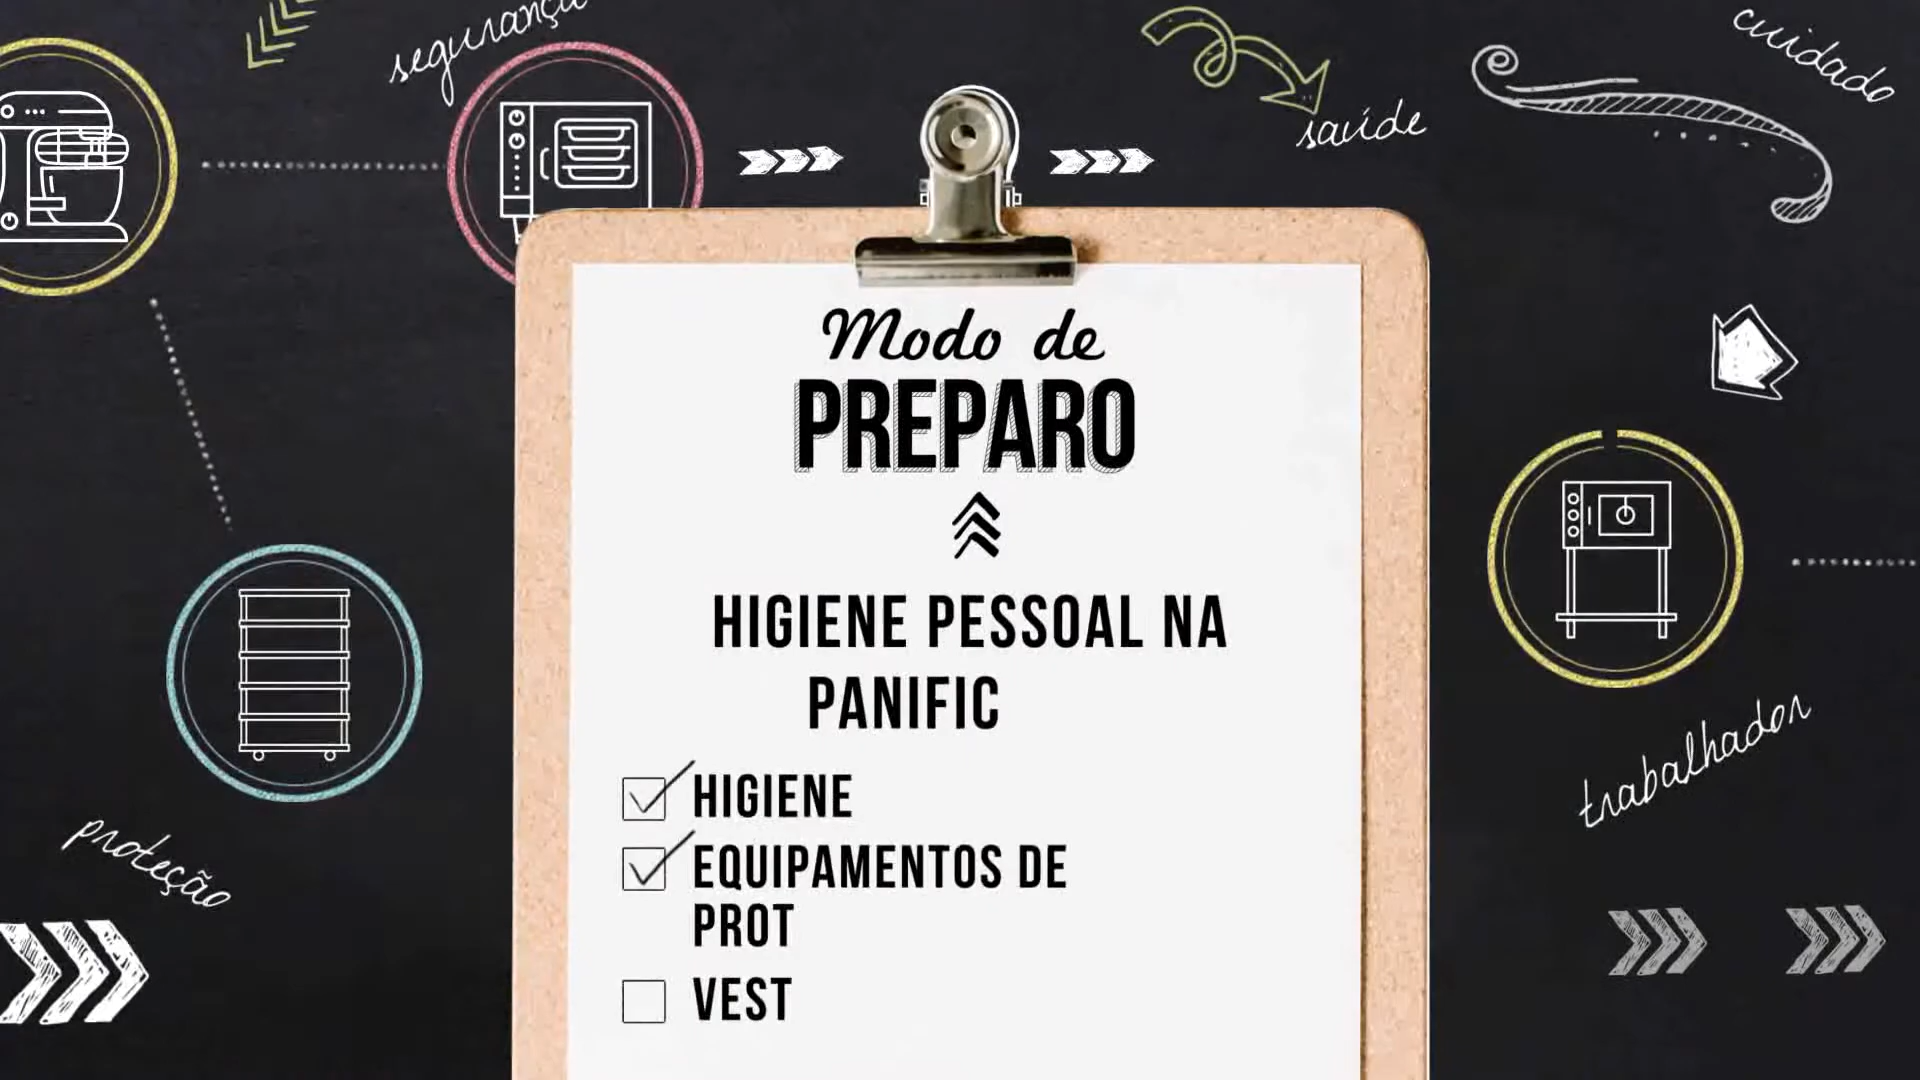 segurança
cuidado
saúde
Modo de
PREPARO
HIGIENE PESSOAL NA
PANIFIC
HIGIENE
EQUIPAMENTOS DE
PROT
VEST
trabalhador
proteção